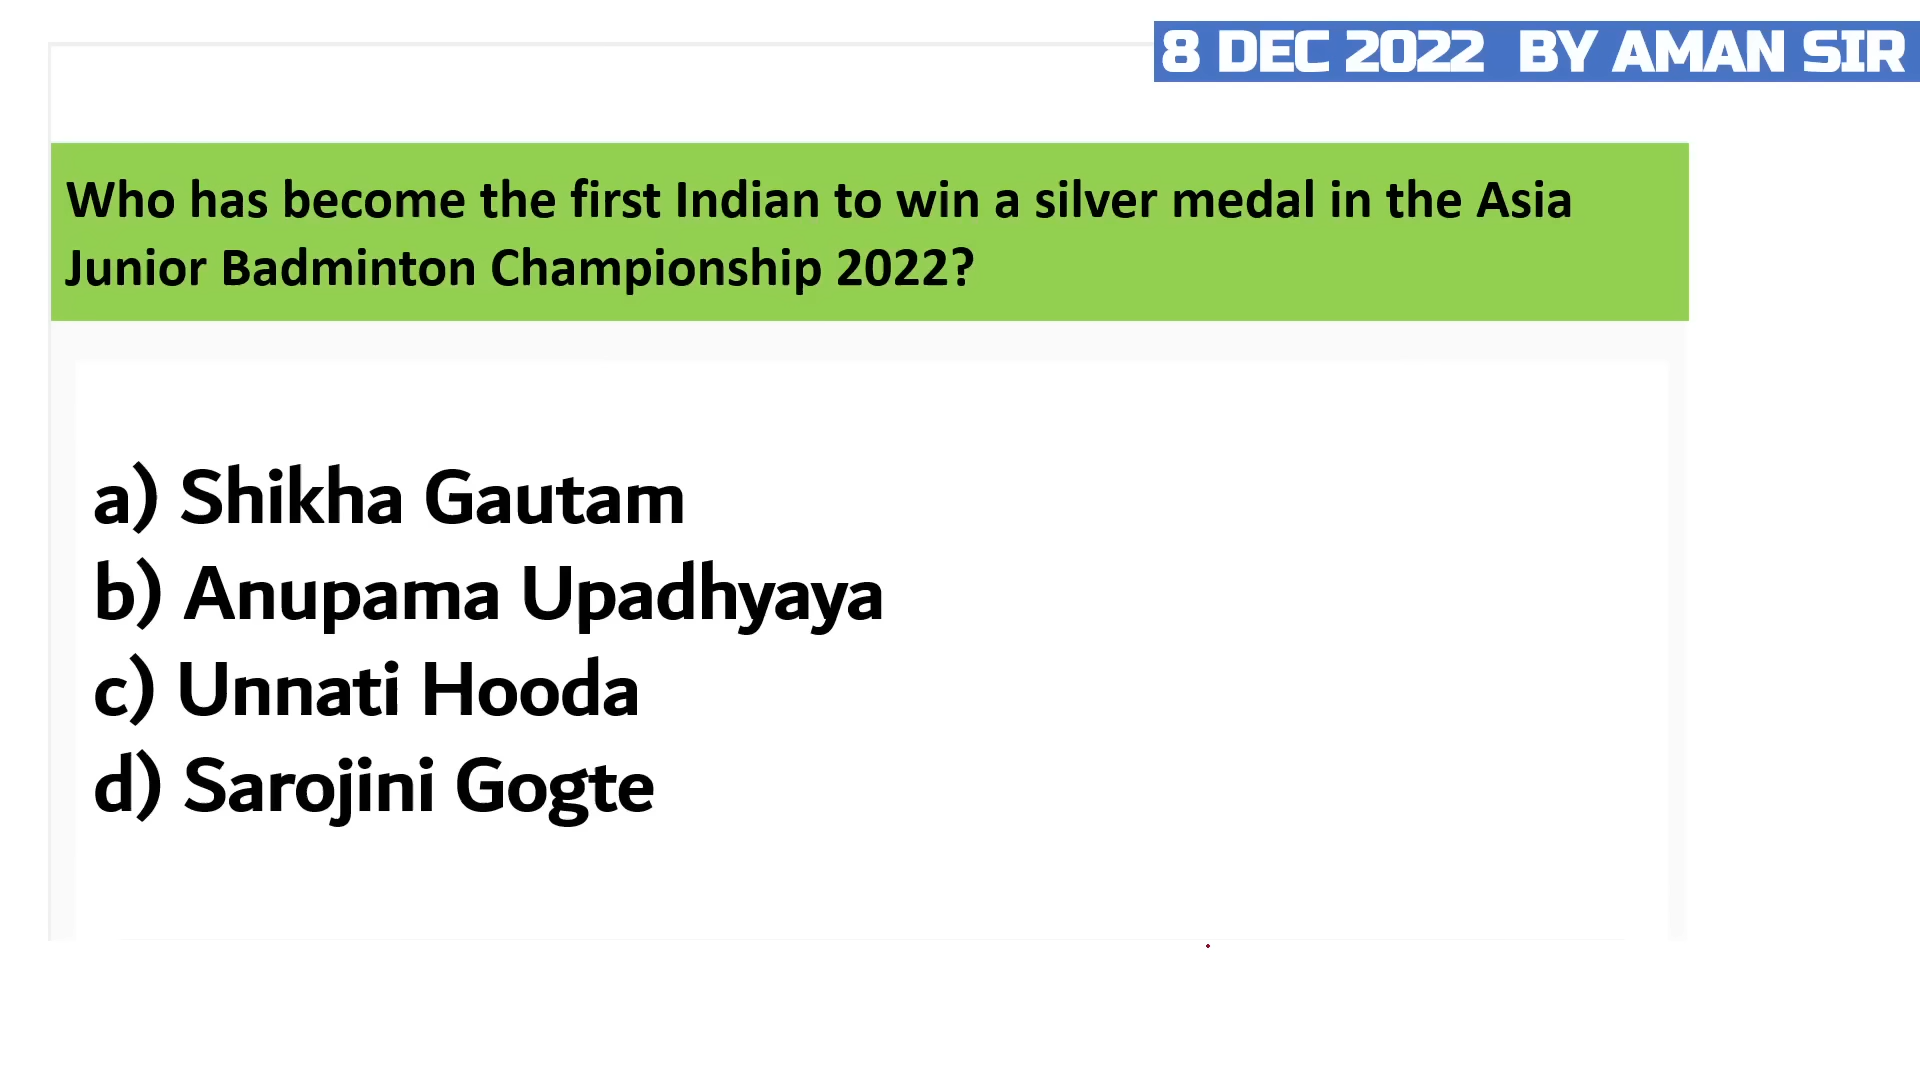 8 DEC 2022 BY AMAN SIR
Who has become the first Indian to win a silver medal in the Asia
Junior Badminton Championship 2022?
a) Shikha Gautam
b) Anupama Upadhyaya
c) Unnati Hooda
d) Sarojini Gogte